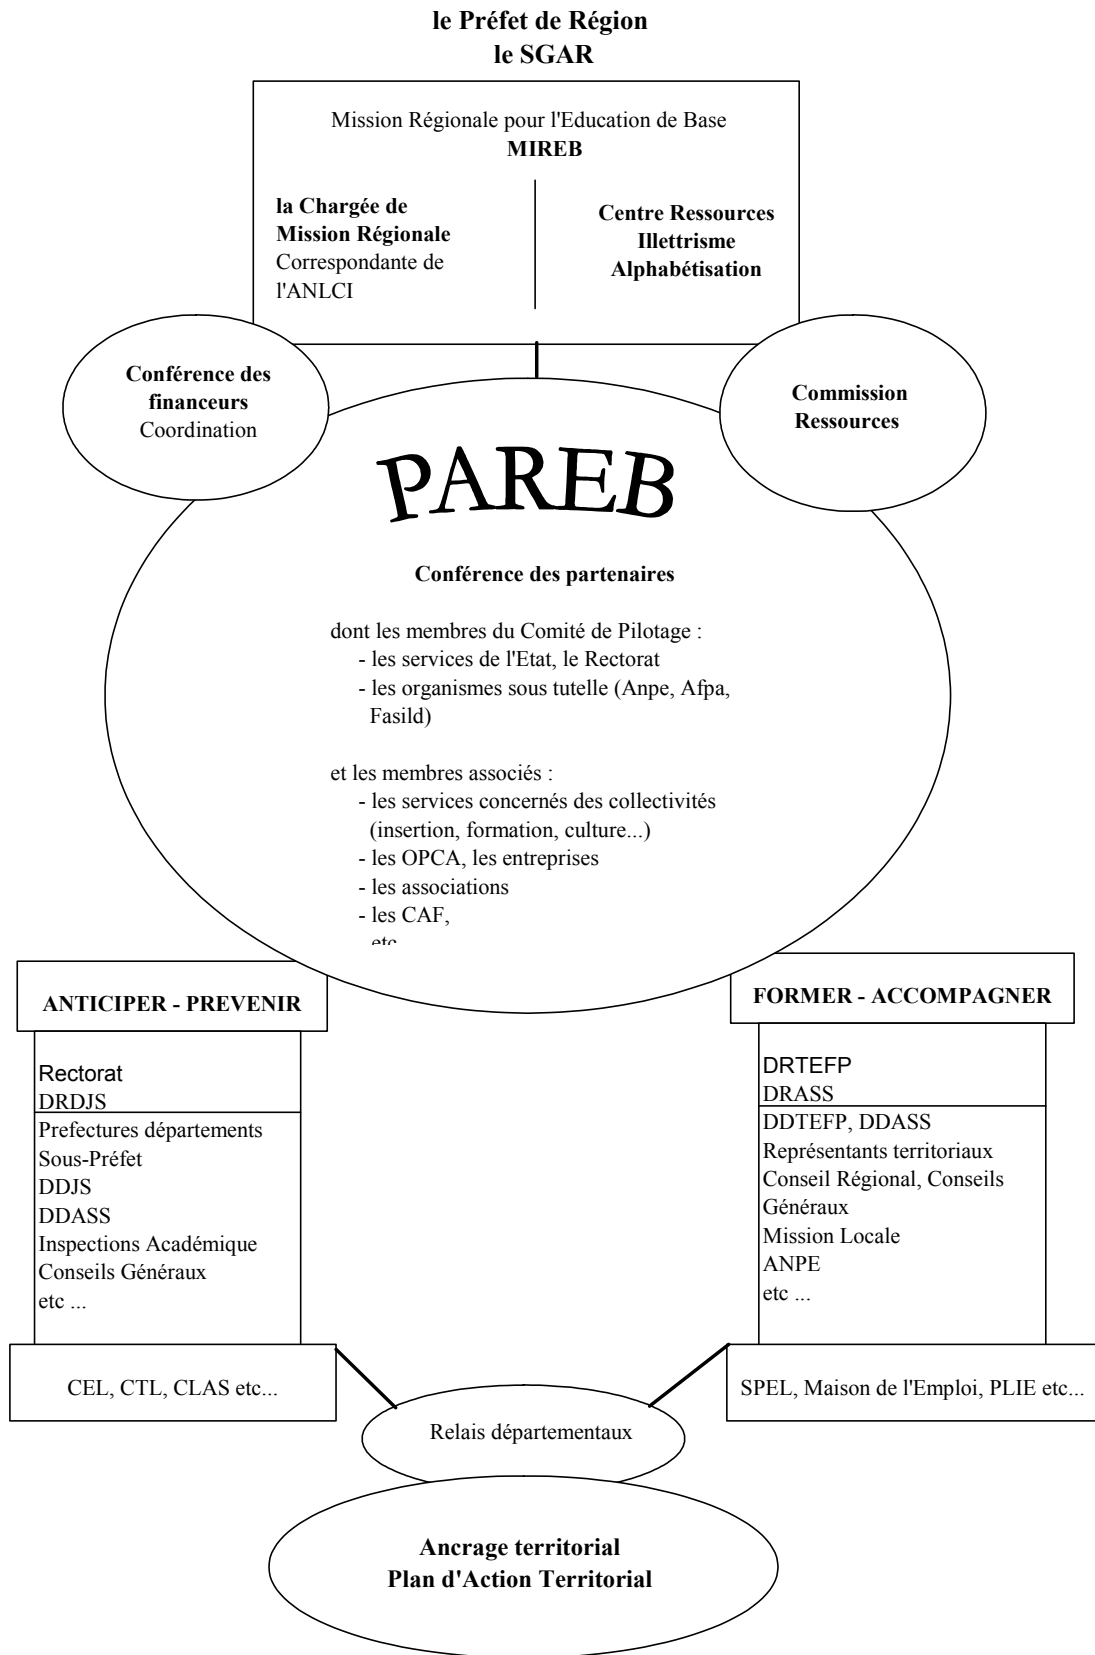 le Préfet de Région
le SGAR
Mission Régionale pour l'Education de Base
MIREB
la Chargée de
Mission Régionale
Correspondante de
l'ANLCI
Centre Ressources
Illettrisme
Alphabétisation
Conférence des
financeurs
Coordination
Commission
Ressources
PAREB
Conférence des partenaires
dont les membres du Comité de Pilotage :
- les services de l'Etat, le Rectorat
- les organismes sous tutelle (Anpe, Afpa,
Fasild)
et les membres associés :
- les services concernés des collectivités
(insertion, formation, culture...)
- les OPCA, les entreprises
- les associations
- les CAF,
etc
ANTICIPER - PREVENIR
Rectorat
DRDJS
Prefectures départements
Sous-Préfet
DDJS
DDASS
Inspections Académique
Conseils Généraux
etc ...
CEL, CTL, CLAS etc...
FORMER - ACCOMPAGNER
DRTEFP
DRASS
DDTEFP, DDASS
Représentants territoriaux
Conseil Régional, Conseils
Généraux
Mission Locale
ANPE
etc ...
SPEL, Maison de l'Emploi, PLIE etc...
Relais départementaux
Ancrage territorial
Plan d'Action Territorial